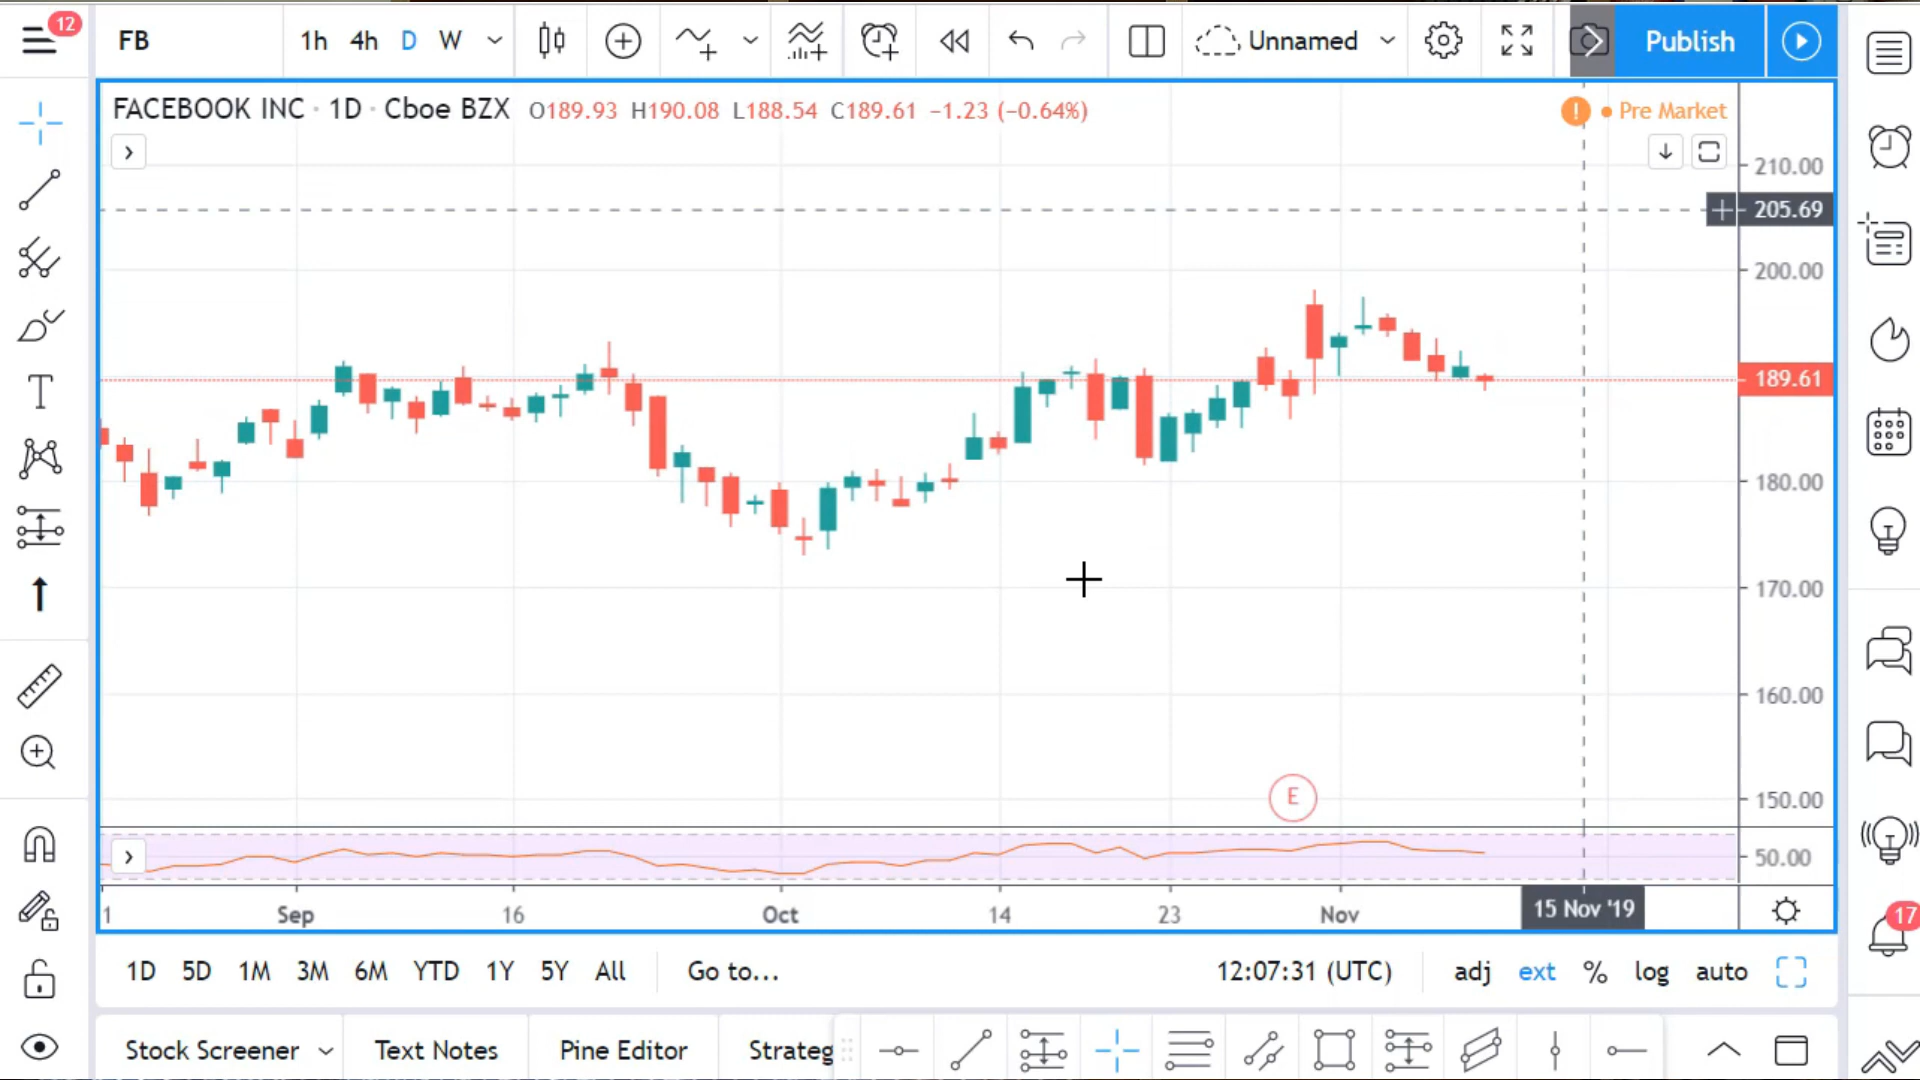 12
FB
1h 4h D W
Unnamed
Publish
FACEBOOK INC · 1D · Cboe BZX O189.93 H190.08 L188.54 C189.61 −1.23 (−0.64%)
! • Pre Market
210.00
205.69
200.00
189.61
180.00
170.00
160.00
150.00
E
50.00
1 Sep 16 Oct 14 23 Nov 15 Nov '19
17
1D 5D 1M 3M 6M YTD 1Y 5Y All Go to... 12:07:31 (UTC) adj ext % log auto
Stock Screener Text Notes Pine Editor Strateg